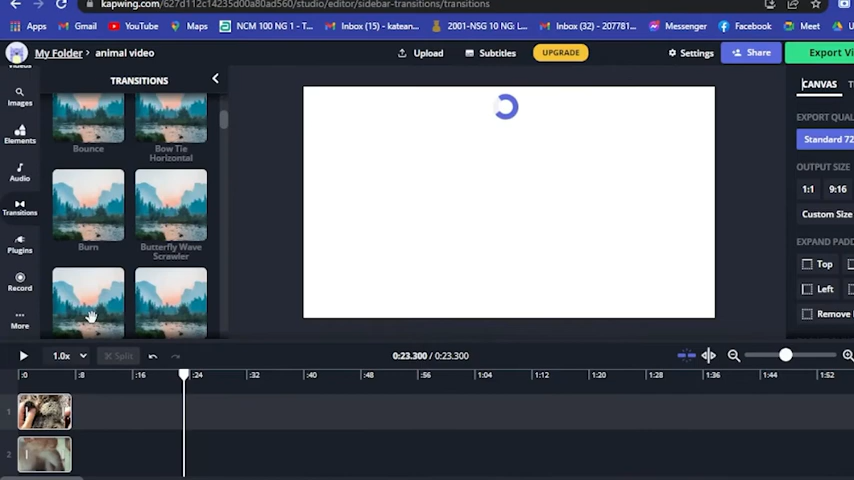 kapwing.com/627d112c14235d00a80ad560/studio/editor/sidebar-transitions/transitions
Apps Gmail YouTube Maps NCM 100 NG 1 - T... Inbox (15) - katean... 2001-NSG 10 NG: L... Inbox (32) - 207781... Messenger Facebook Meet
My Folder > animal video Upload Subtitles UPGRADE Settings Share Export Vi
TRANSITIONS
CANVAS
Images
Elements
Audio
Transitions
Plugins
Record
More
Bounce
Bow Tie
Horizontal
Burn
Butterfly Wave
Scrawler
EXPORT QUAL
Standard 72
OUTPUT SIZE
1:1 9:16
Custom Size
EXPAND PADD
Top
Left
Remove
1.0x Split 0:23.300 / 0:23.300
:0 :8 :16 :24 :32 :40 :48 :56 1:04 1:12 1:20 1:28 1:36 1:44 1:52
1
2